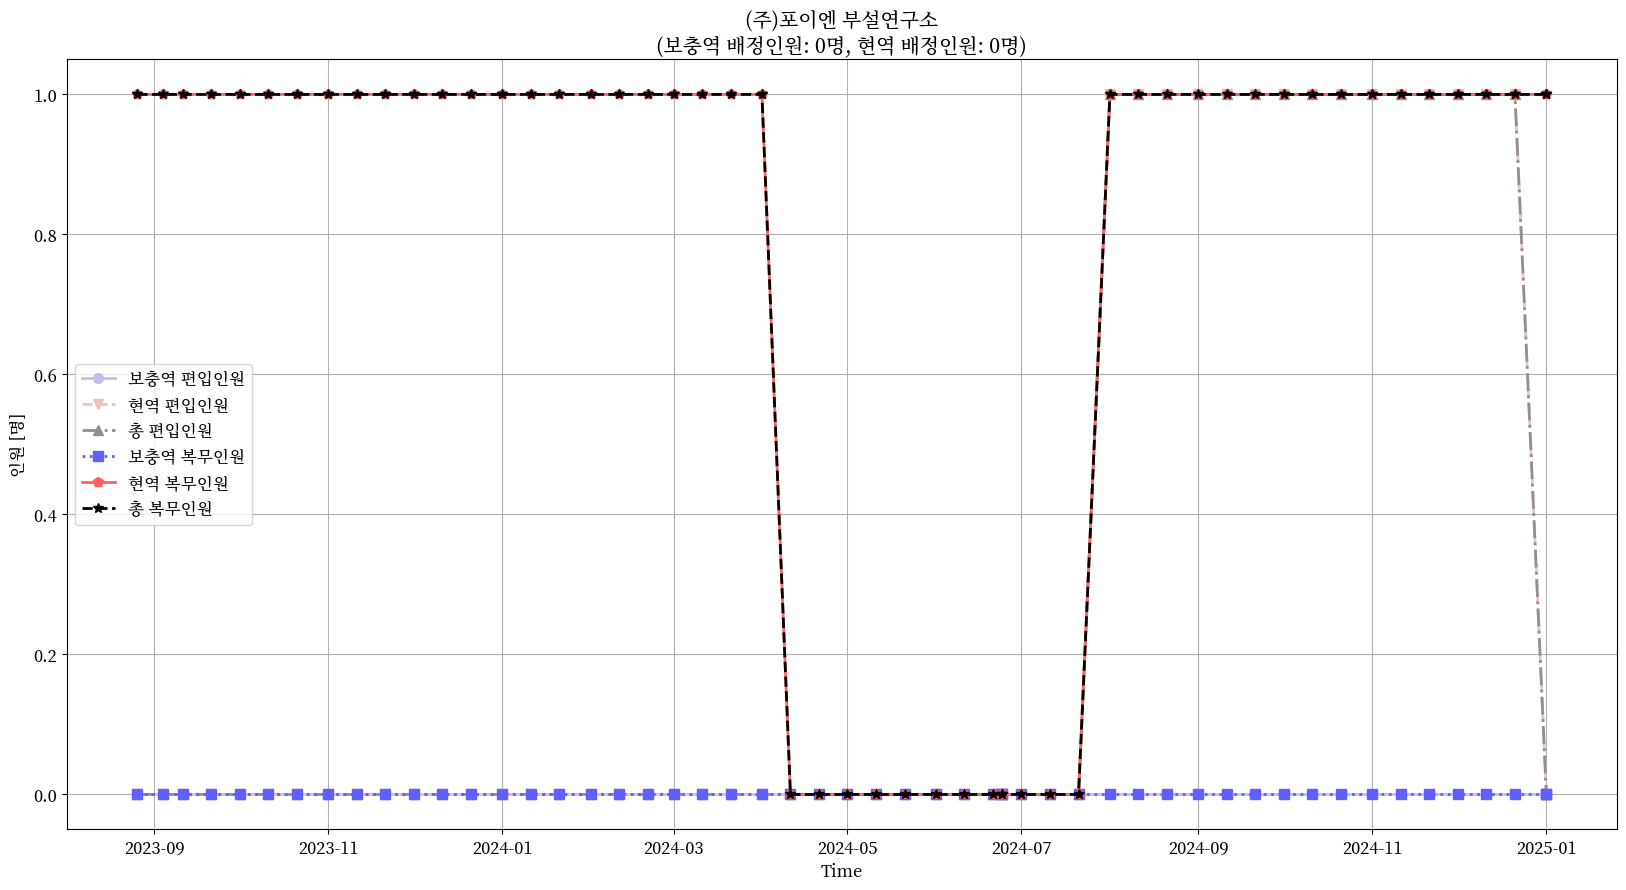 (주)포이엔 부설연구소
(보충역 배정인원: 0명, 현역 배정인원: 0명)
인원 [명]
1.0
0.8
0.6
0.4
0.2
0.0
보충역 편입인원
현역 편입인원
총 편입인원
보충역 복무인원
현역 복무인원
총 복무인원
2023-09 2023-11 2024-01 2024-03 2024-05 2024-07 2024-09 2024-11 2025-01
Time